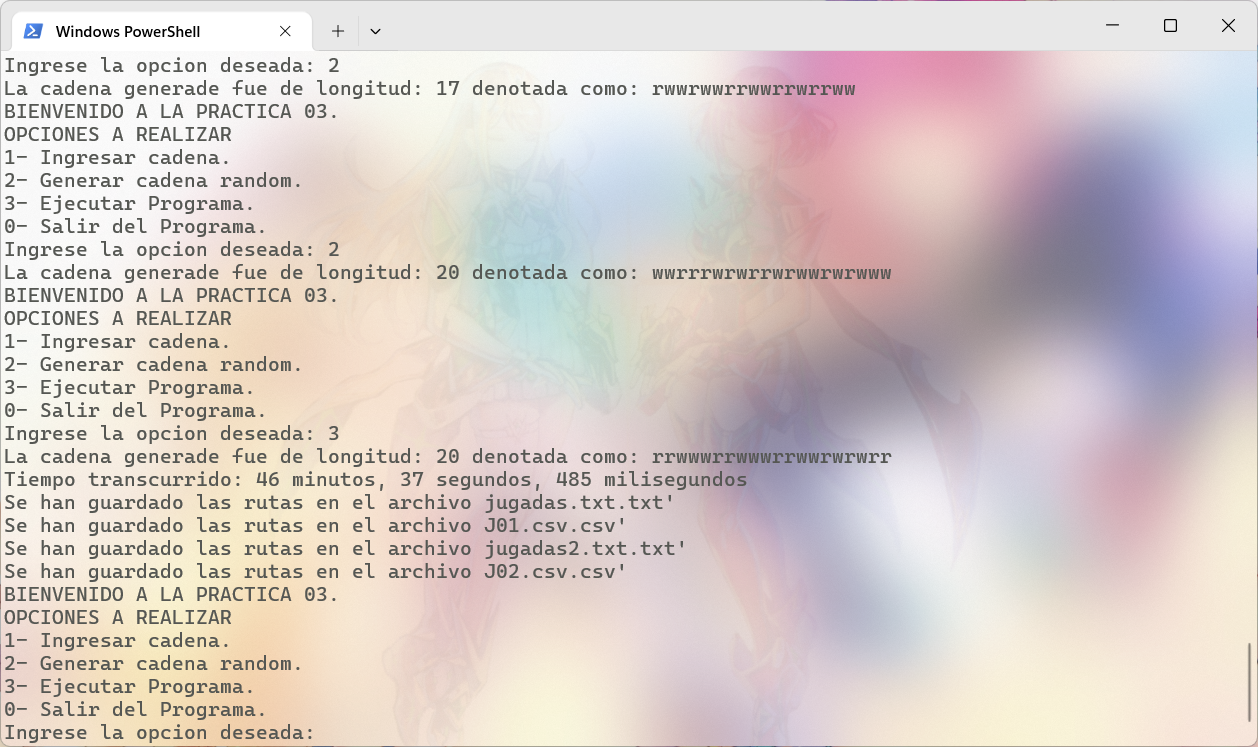 Windows PowerShell
Ingrese la opcion deseada: 2
La cadena generade fue de longitud: 17 denotada como: rwwrwwrrwwrrwrrww
BIENVENIDO A LA PRACTICA 03.
OPCIONES A REALIZAR
1- Ingresar cadena.
2- Generar cadena random.
3- Ejecutar Programa.
0- Salir del Programa.
Ingrese la opcion deseada: 2
La cadena generade fue de longitud: 20 denotada como: wwrrrwrwrrwrwwrwrwww
BIENVENIDO A LA PRACTICA 03.
OPCIONES A REALIZAR
1- Ingresar cadena.
2- Generar cadena random.
3- Ejecutar Programa.
0- Salir del Programa.
Ingrese la opcion deseada: 3
La cadena generade fue de longitud: 20 denotada como: rrwwwrrwwwrrwwrwrwrr
Tiempo transcurrido: 46 minutos, 37 segundos, 485 milisegundos
Se han guardado las rutas en el archivo jugadas.txt.txt'
Se han guardado las rutas en el archivo J01.csv.csv'
Se han guardado las rutas en el archivo jugadas2.txt.txt'
Se han guardado las rutas en el archivo J02.csv.csv'
BIENVENIDO A LA PRACTICA 03.
OPCIONES A REALIZAR
1- Ingresar cadena.
2- Generar cadena random.
3- Ejecutar Programa.
0- Salir del Programa.
Ingrese la opcion deseada: